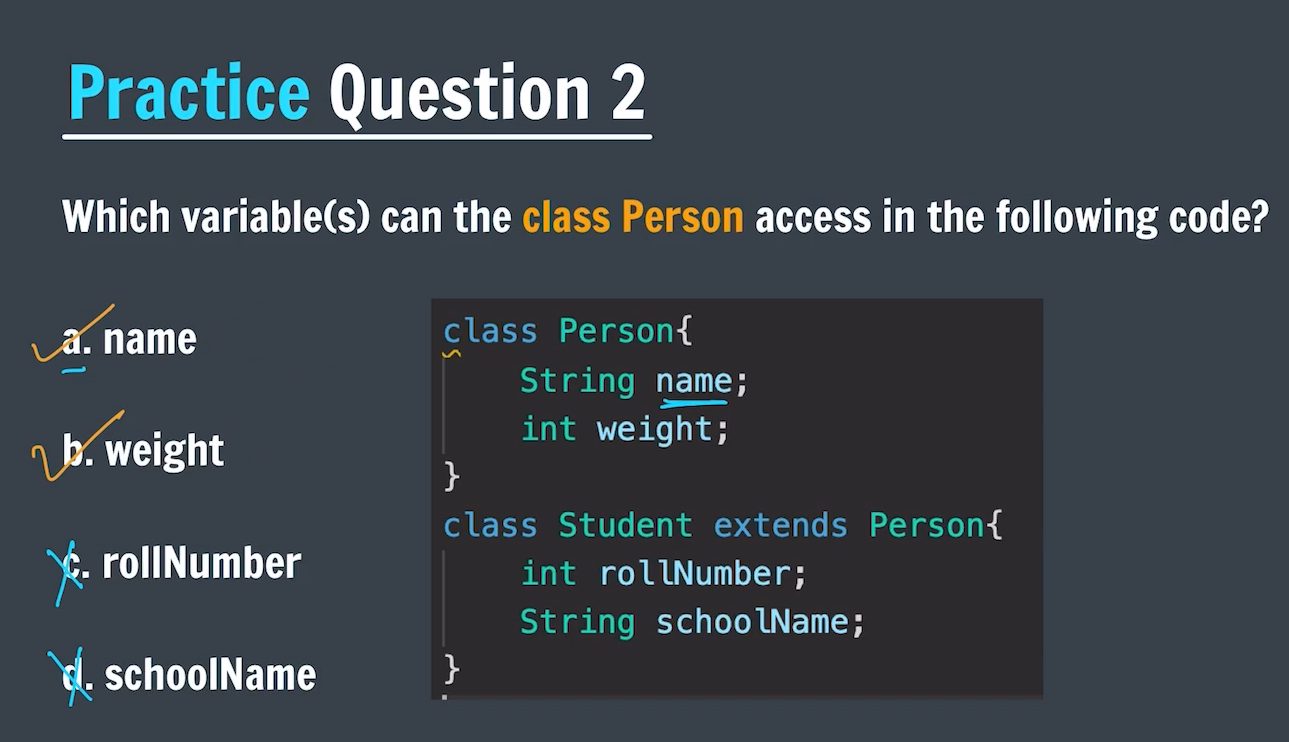 Practice Question 2
Which variable(s) can the class Person access in the following code?
a. name
b. weight
c. rollNumber
d. schoolName
class Person{
String name;
int weight;
}
class Student extends Person{
int rollNumber;
String schoolName;
}